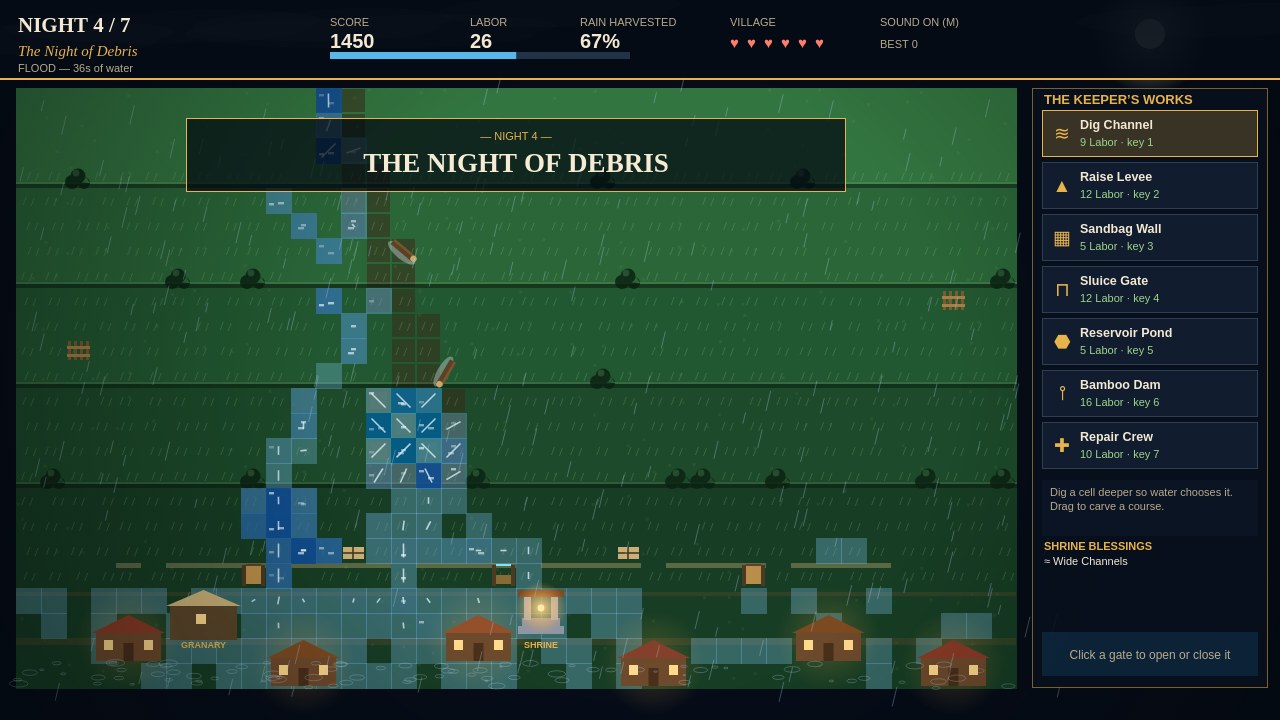 NIGHT 4 / 7
The Night of Debris
FLOOD — 36s of water
SCORE
1450
LABOR
26
RAIN HARVESTED
67%
VILLAGE
♥ ♥ ♥ ♥ ♥ ♥
SOUND ON (M)
BEST 0
— NIGHT 4 —
THE NIGHT OF DEBRIS
GRANARY
SHRINE
THE KEEPER'S WORKS
Dig Channel
9 Labor · key 1
Raise Levee
12 Labor · key 2
Sandbag Wall
5 Labor · key 3
Sluice Gate
12 Labor · key 4
Reservoir Pond
5 Labor · key 5
Bamboo Dam
16 Labor · key 6
Repair Crew
10 Labor · key 7
Dig a cell deeper so water chooses it.
Drag to carve a course.
SHRINE BLESSINGS
≈ Wide Channels
Click a gate to open or close it